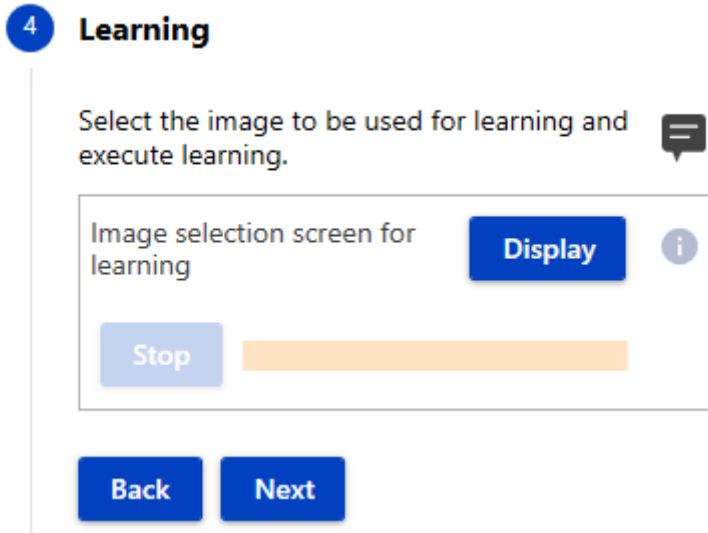 4
Learning
Select the image to be used for learning and
execute learning.
Image selection screen for
learning
Display
i
Stop
Back
Next